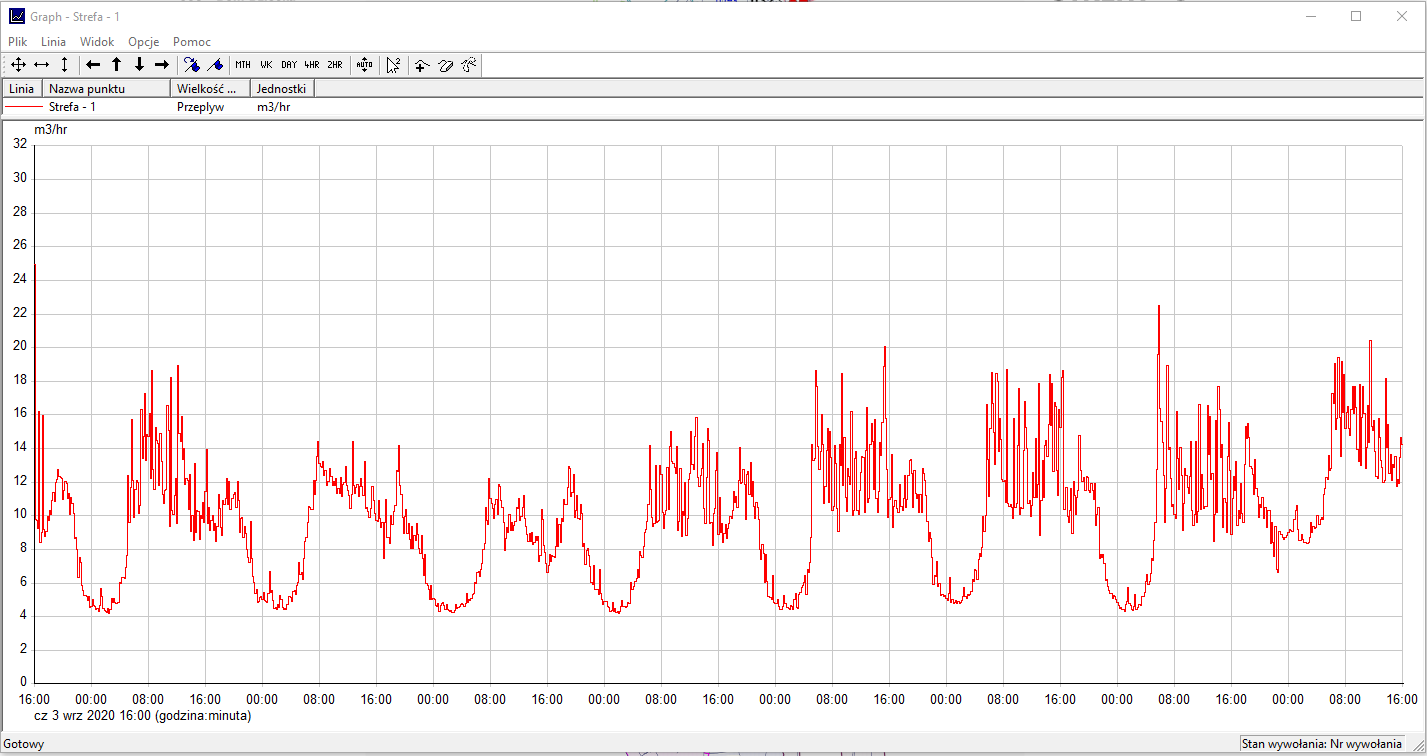 Graph - Strefa - 1
Plik Linia Widok Opcje Pomoc
MTH WK DAY 4HR 2HR AUTO 2
Linia Nazwa punktu Wielkość ... Jednostki
Strefa - 1 Przepływ m3/hr
m3/hr
32
30
28
26
24
22
20
18
16
14
12
10
8
6
4
2
0
16:00 00:00 08:00 16:00 00:00 08:00 16:00 00:00 08:00 16:00 00:00 08:00 16:00 00:00 08:00 16:00 00:00 08:00 16:00 00:00 08:00 16:00 00:00 08:00 16:00
cz 3 wrz 2020 16:00 (godzina:minuta)
Gotowy
Stan wywołania: Nr wywołania